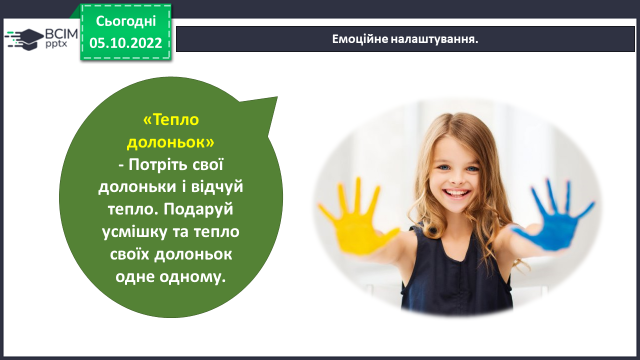 Сьогодні
05.10.2022
ВСІМ
pptx
Емоційне налаштування.
«Тепло
долоньок»
- Потріть свої
долоньки і відчуй
тепло. Подаруй
усмішку та тепло
своїх долоньок
одне одному.